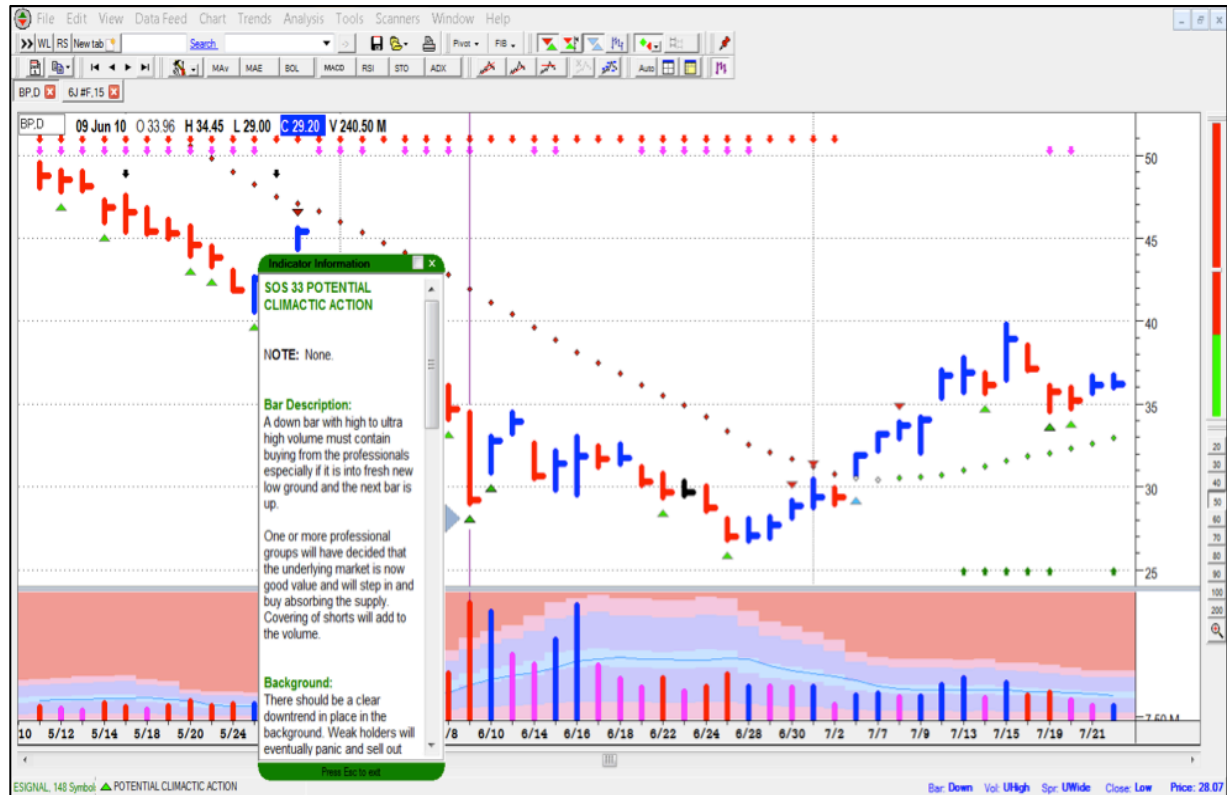 File Edit View Data Feed Chart Trends Analysis Tools Scanners Window Help
WL RS New tab Search Pivot FIB
MAv MAE BOL MACD RSI STO ADX Auto
BP,D 6J #F,15
BP,D 09 Jun 10 O 33.96 H 34.45 L 29.00 C 29.20 V 240.50 M
50
45
40
35
30
25
20
30
40
50
60
70
80
90
100
200
Indicator Information
SOS 33 POTENTIAL
CLIMACTIC ACTION
NOTE: None.
Bar Description:
A down bar with high to ultra
high volume must contain
buying from the professionals
especially if it is into fresh new
low ground and the next bar is
up.
One or more professional
groups will have decided that
the underlying market is now
good value and will step in and
buy absorbing the supply.
Covering of shorts will add to
the volume.
Background:
There should be a clear
downtrend in place in the
background. Weak holders will
eventually panic and sell out
Press Esc to exit
7.50 M
10 5/12 5/14 5/18 5/20 5/24 /8 6/10 6/14 6/16 6/18 6/22 6/24 6/28 6/30 7/2 7/7 7/9 7/13 7/15 7/19 7/21
ESIGNAL, 148 Symbol POTENTIAL CLIMACTIC ACTION Bar: Down Vol: UHigh Spr: UWide Close: Low Price: 28.07